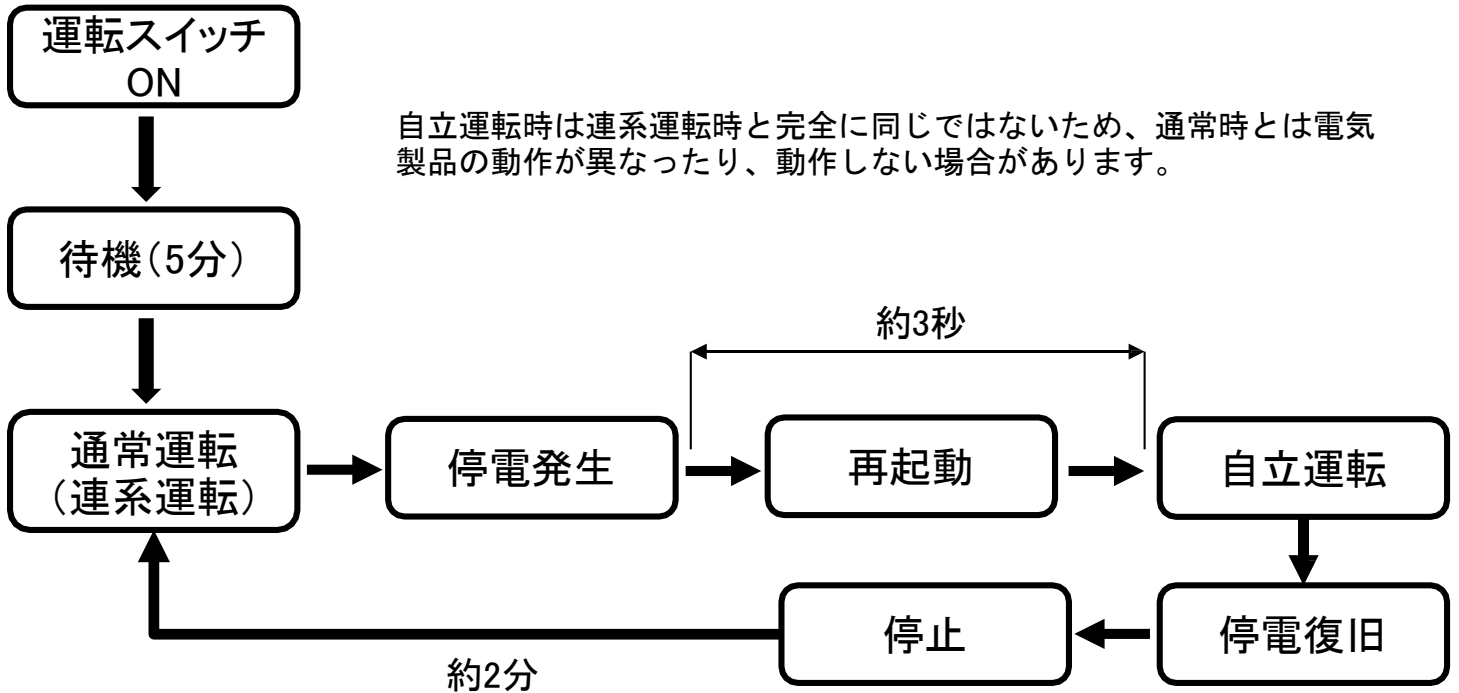 運転スイッチ
ON
自立運転時は連系運転時と完全に同じではないため、通常時とは電気
製品の動作が異なったり、動作しない場合があります。
待機(5分)
約3秒
通常運転
(連系運転)
停電発生
再起動
自立運転
停止
停電復旧
約2分